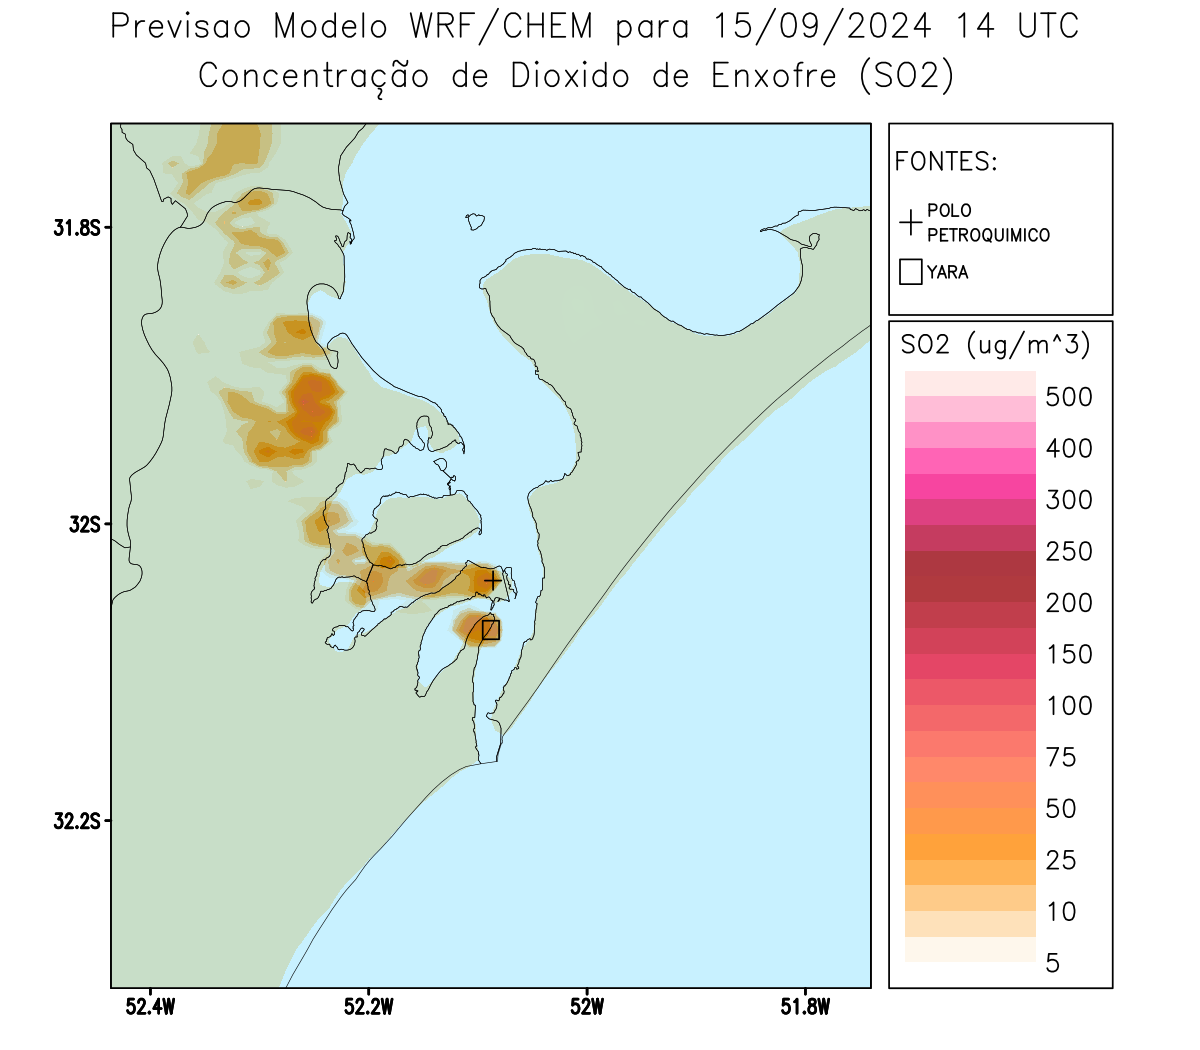 Previsao Modelo WRF/CHEM para 15/09/2024 14 UTC
Concentração de Dioxido de Enxofre (SO2)
FONTES:
POLO
PETROQUIMICO
YARA
SO2 (ug/m^3)
500
400
300
250
200
150
100
75
50
25
10
5
31.8S
32S
32.2S
52.4W
52.2W
52W
51.8W